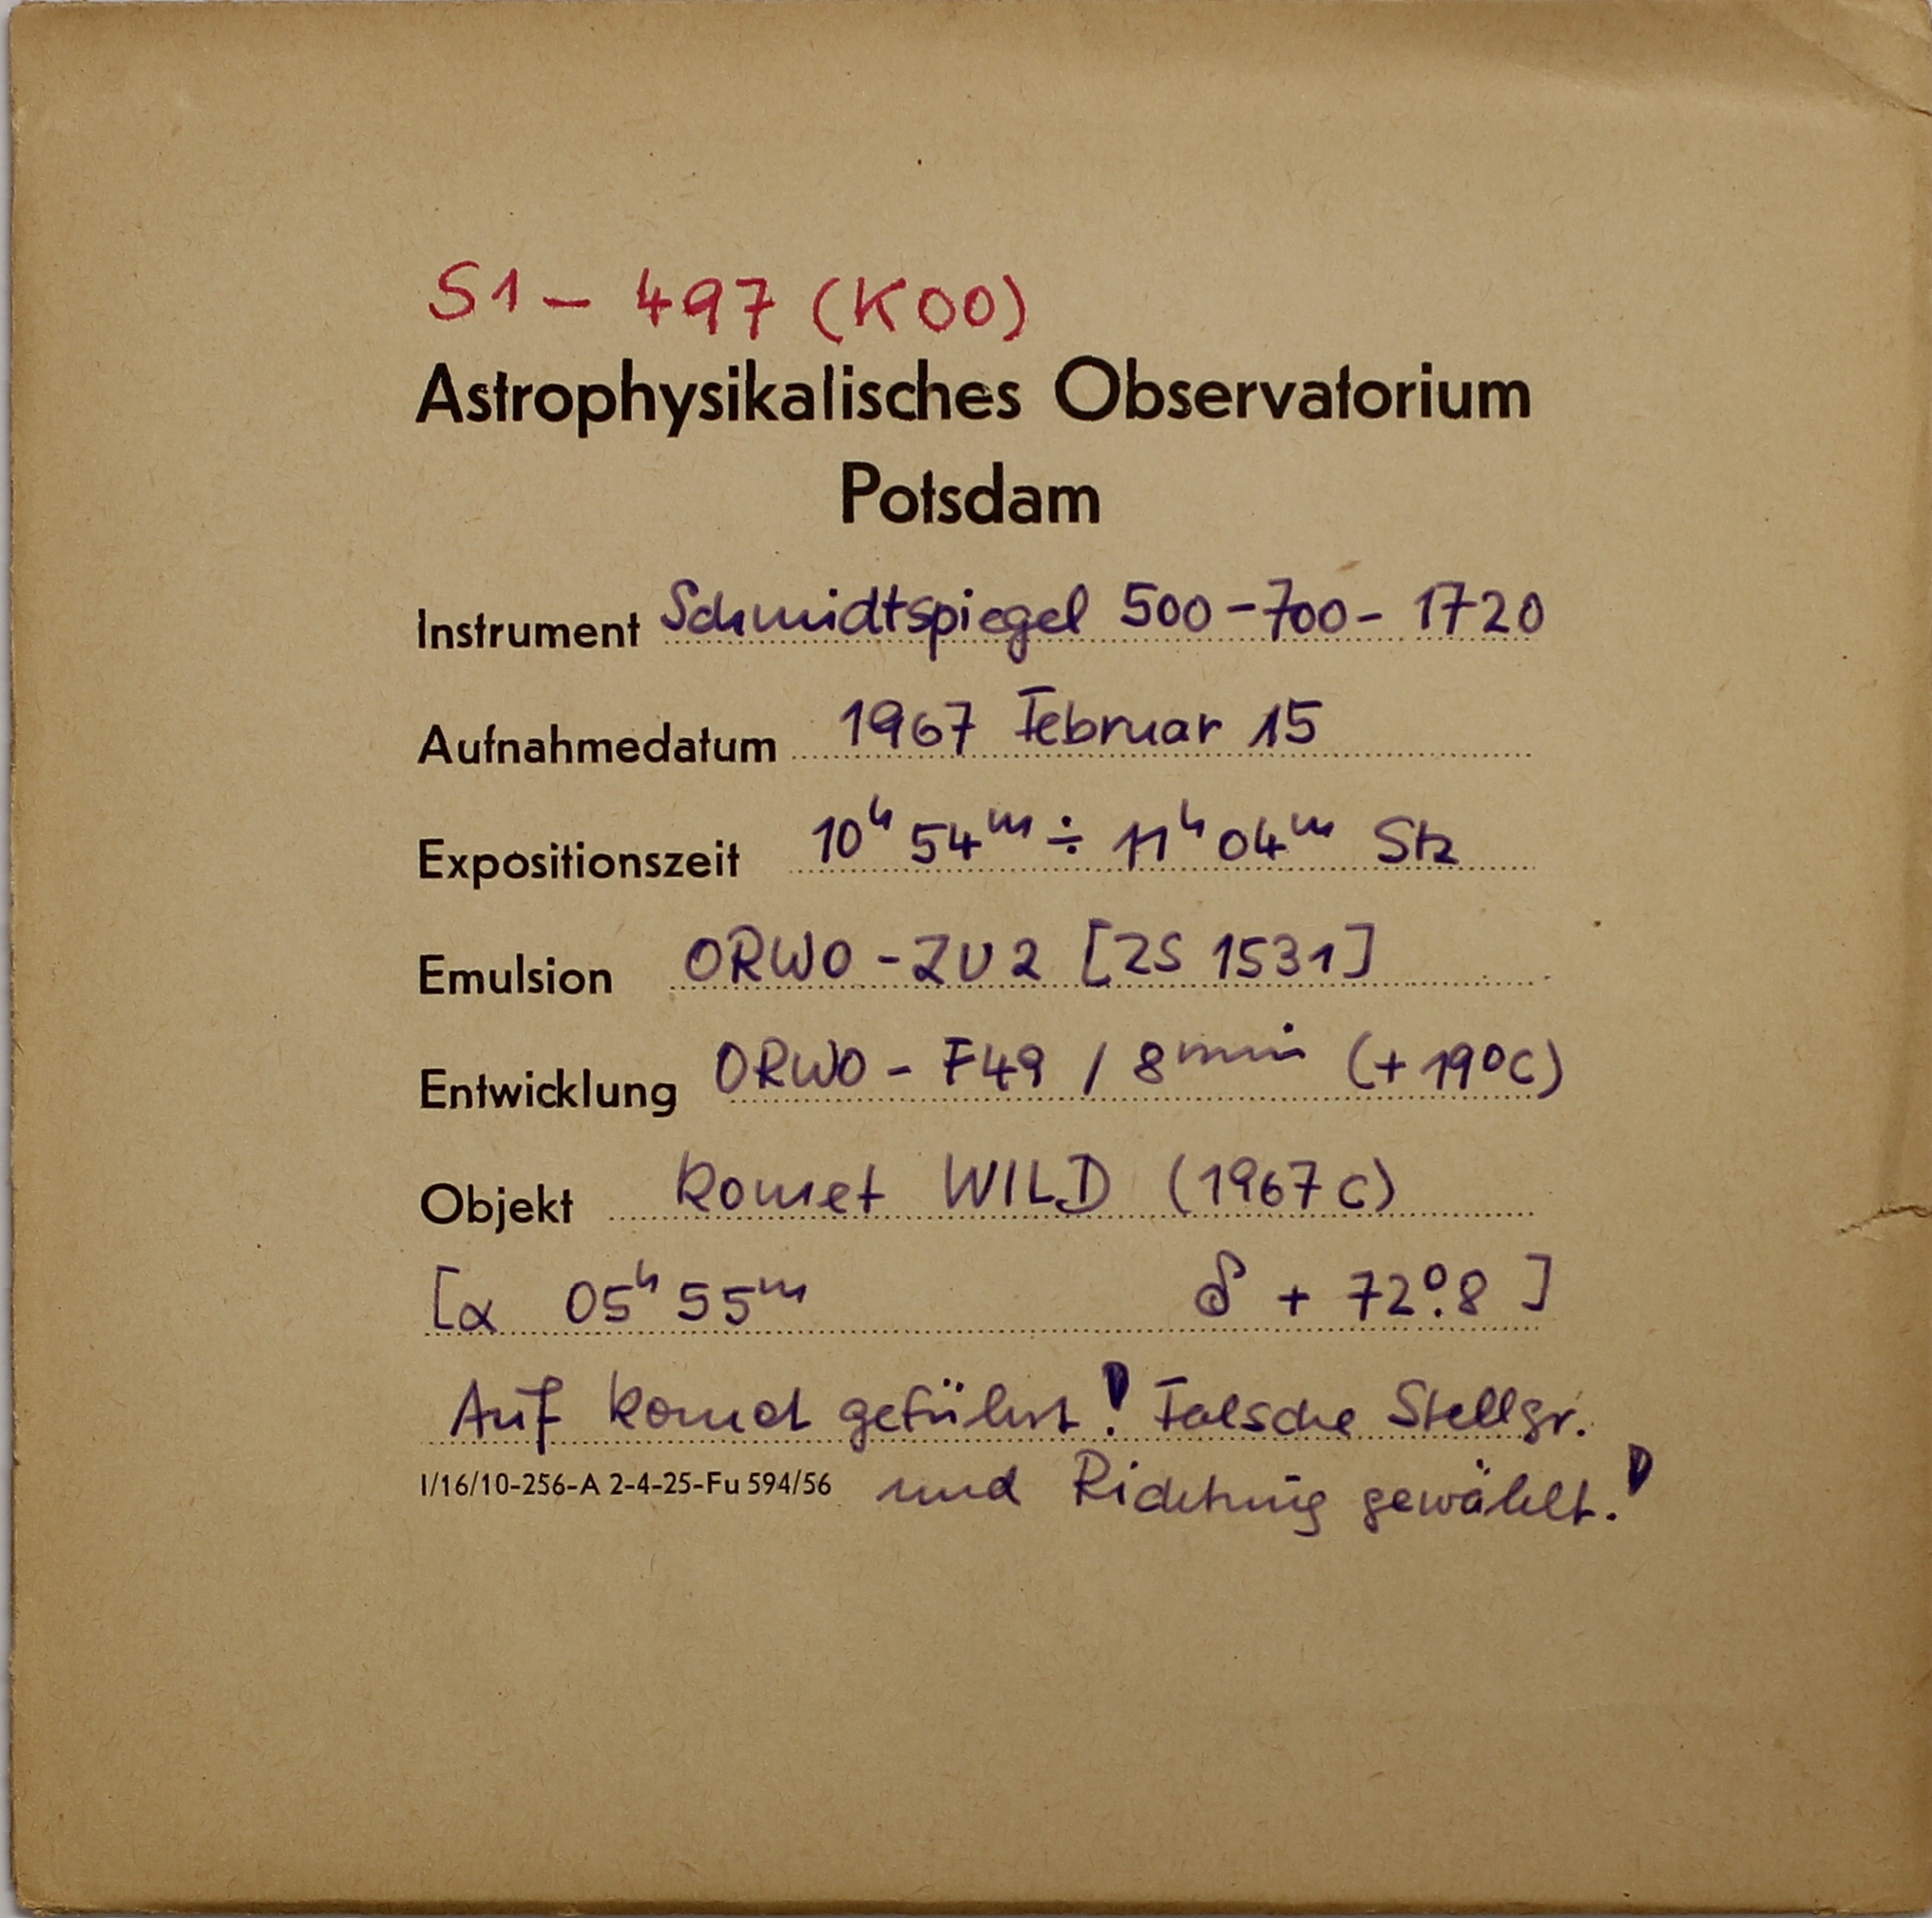 S1 - 497 (KOO)
Astrophysikalisches Observatorium
Potsdam
Instrument Schmidtspiegel 500-700-1720
Aufnahmedatum 1967 Februar 15
Expositionszeit 10ʰ 54ᵐ ÷ 11ʰ 04ᵐ Stz
Emulsion ORWO - ZU2 [ZS 1531]
Entwicklung ORWO - F49 / 8ᵐⁱⁿ (+19°C)
Objekt Komet WILD (1967c)
[α 05ʰ 55ᵐ δ + 72°.8 ]
Auf Komet geführt! Falsche Stellgr.
I/16/10-256-A 2-4-25-Fu 594/56 und Richtung gewählt!